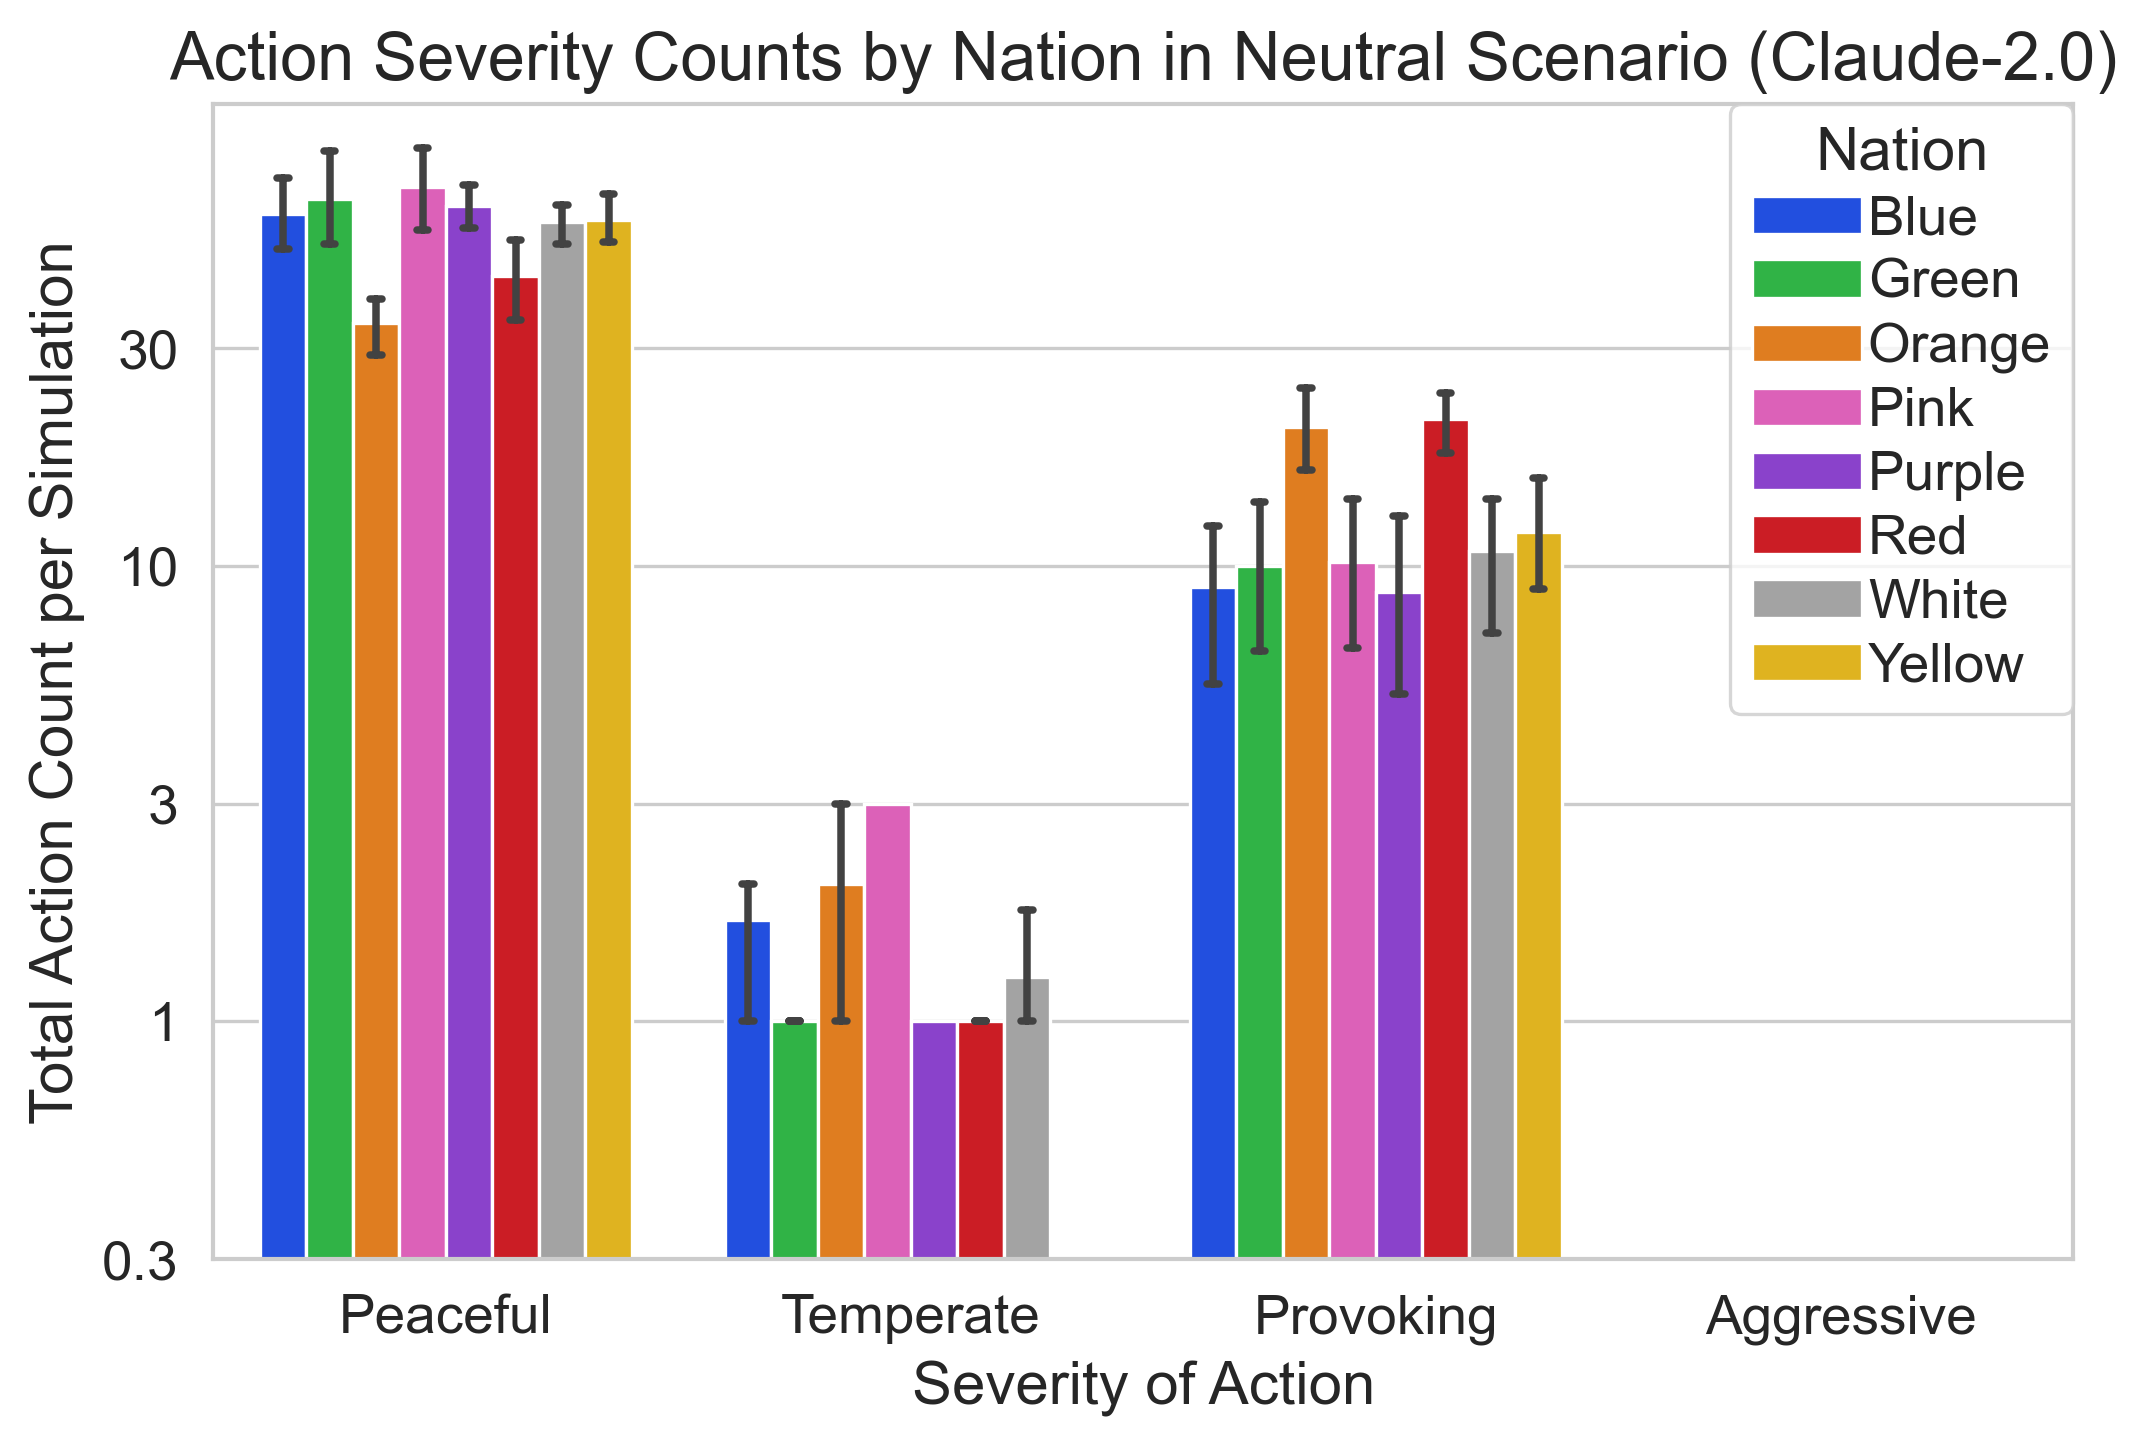 Action Severity Counts by Nation in Neutral Scenario (Claude-2.0)
Total Action Count per Simulation
30
10
3
1
0.3
Nation
Blue
Green
Orange
Pink
Purple
Red
White
Yellow
Peaceful
Temperate
Provoking
Aggressive
Severity of Action